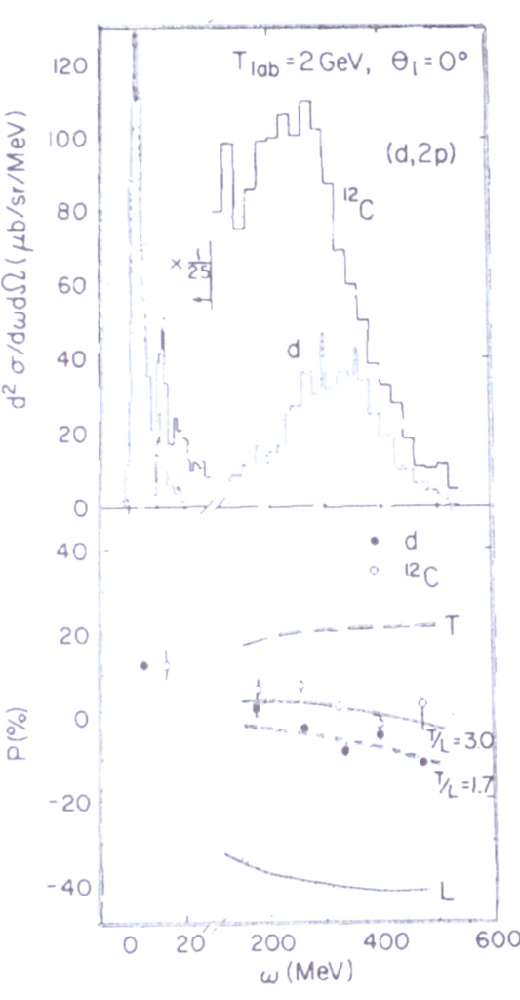 T lab = 2 GeV, θ1 = 0°
120
100
(d,2p)
12C
80
× 1/25
60
d
40
20
0
d² σ/dωdΩ (μb/sr/MeV)
40
d
12C
20
T
0
T/L = 3.0
T/L = 1.7
-20
-40
L
P(%)
0 20 200 400 600
ω (MeV)